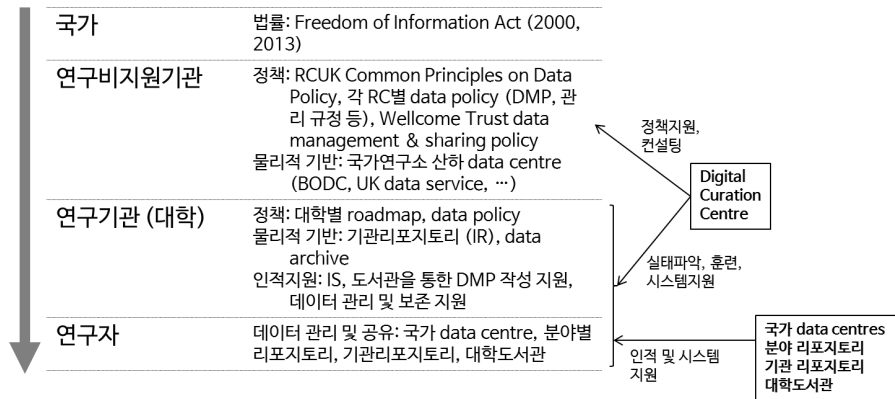 국가
법률: Freedom of Information Act (2000,
2013)
연구비지원기관
정책: RCUK Common Principles on Data
Policy, 각 RC별 data policy (DMP, 관
리 규정 등), Wellcome Trust data
management & sharing policy
물리적 기반: 국가연구소 산하 data centre
(BODC, UK data service, …)
정책지원,
컨설팅
Digital
Curation
Centre
연구기관 (대학)
정책: 대학별 roadmap, data policy
물리적 기반: 기관리포지토리 (IR), data
archive
인적지원: IS, 도서관을 통한 DMP 작성 지원,
데이터 관리 및 보존 지원
실태파악, 훈련,
시스템지원
연구자
데이터 관리 및 공유: 국가 data centre, 분야별
리포지토리, 기관리포지토리, 대학도서관
인적 및 시스템
지원
국가 data centres
분야 리포지토리
기관 리포지토리
대학도서관